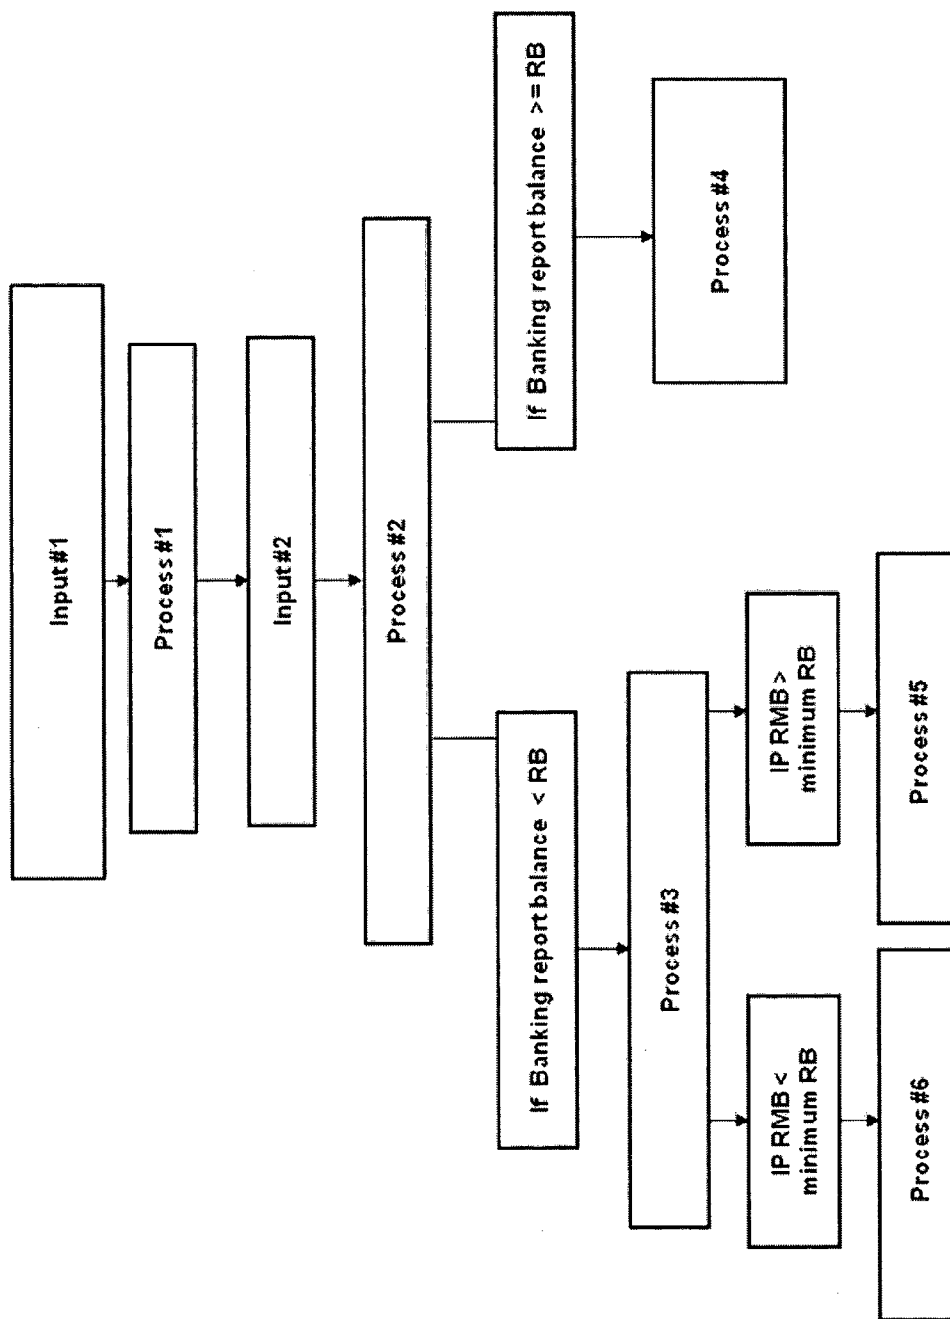 Input #1
Process #1
Input #2
Process #2
If Banking report balance < RB
If Banking report balance >= RB
Process #3
Process #4
IP RMB <
minimum RB
IP RMB >
minimum RB
Process #6
Process #5